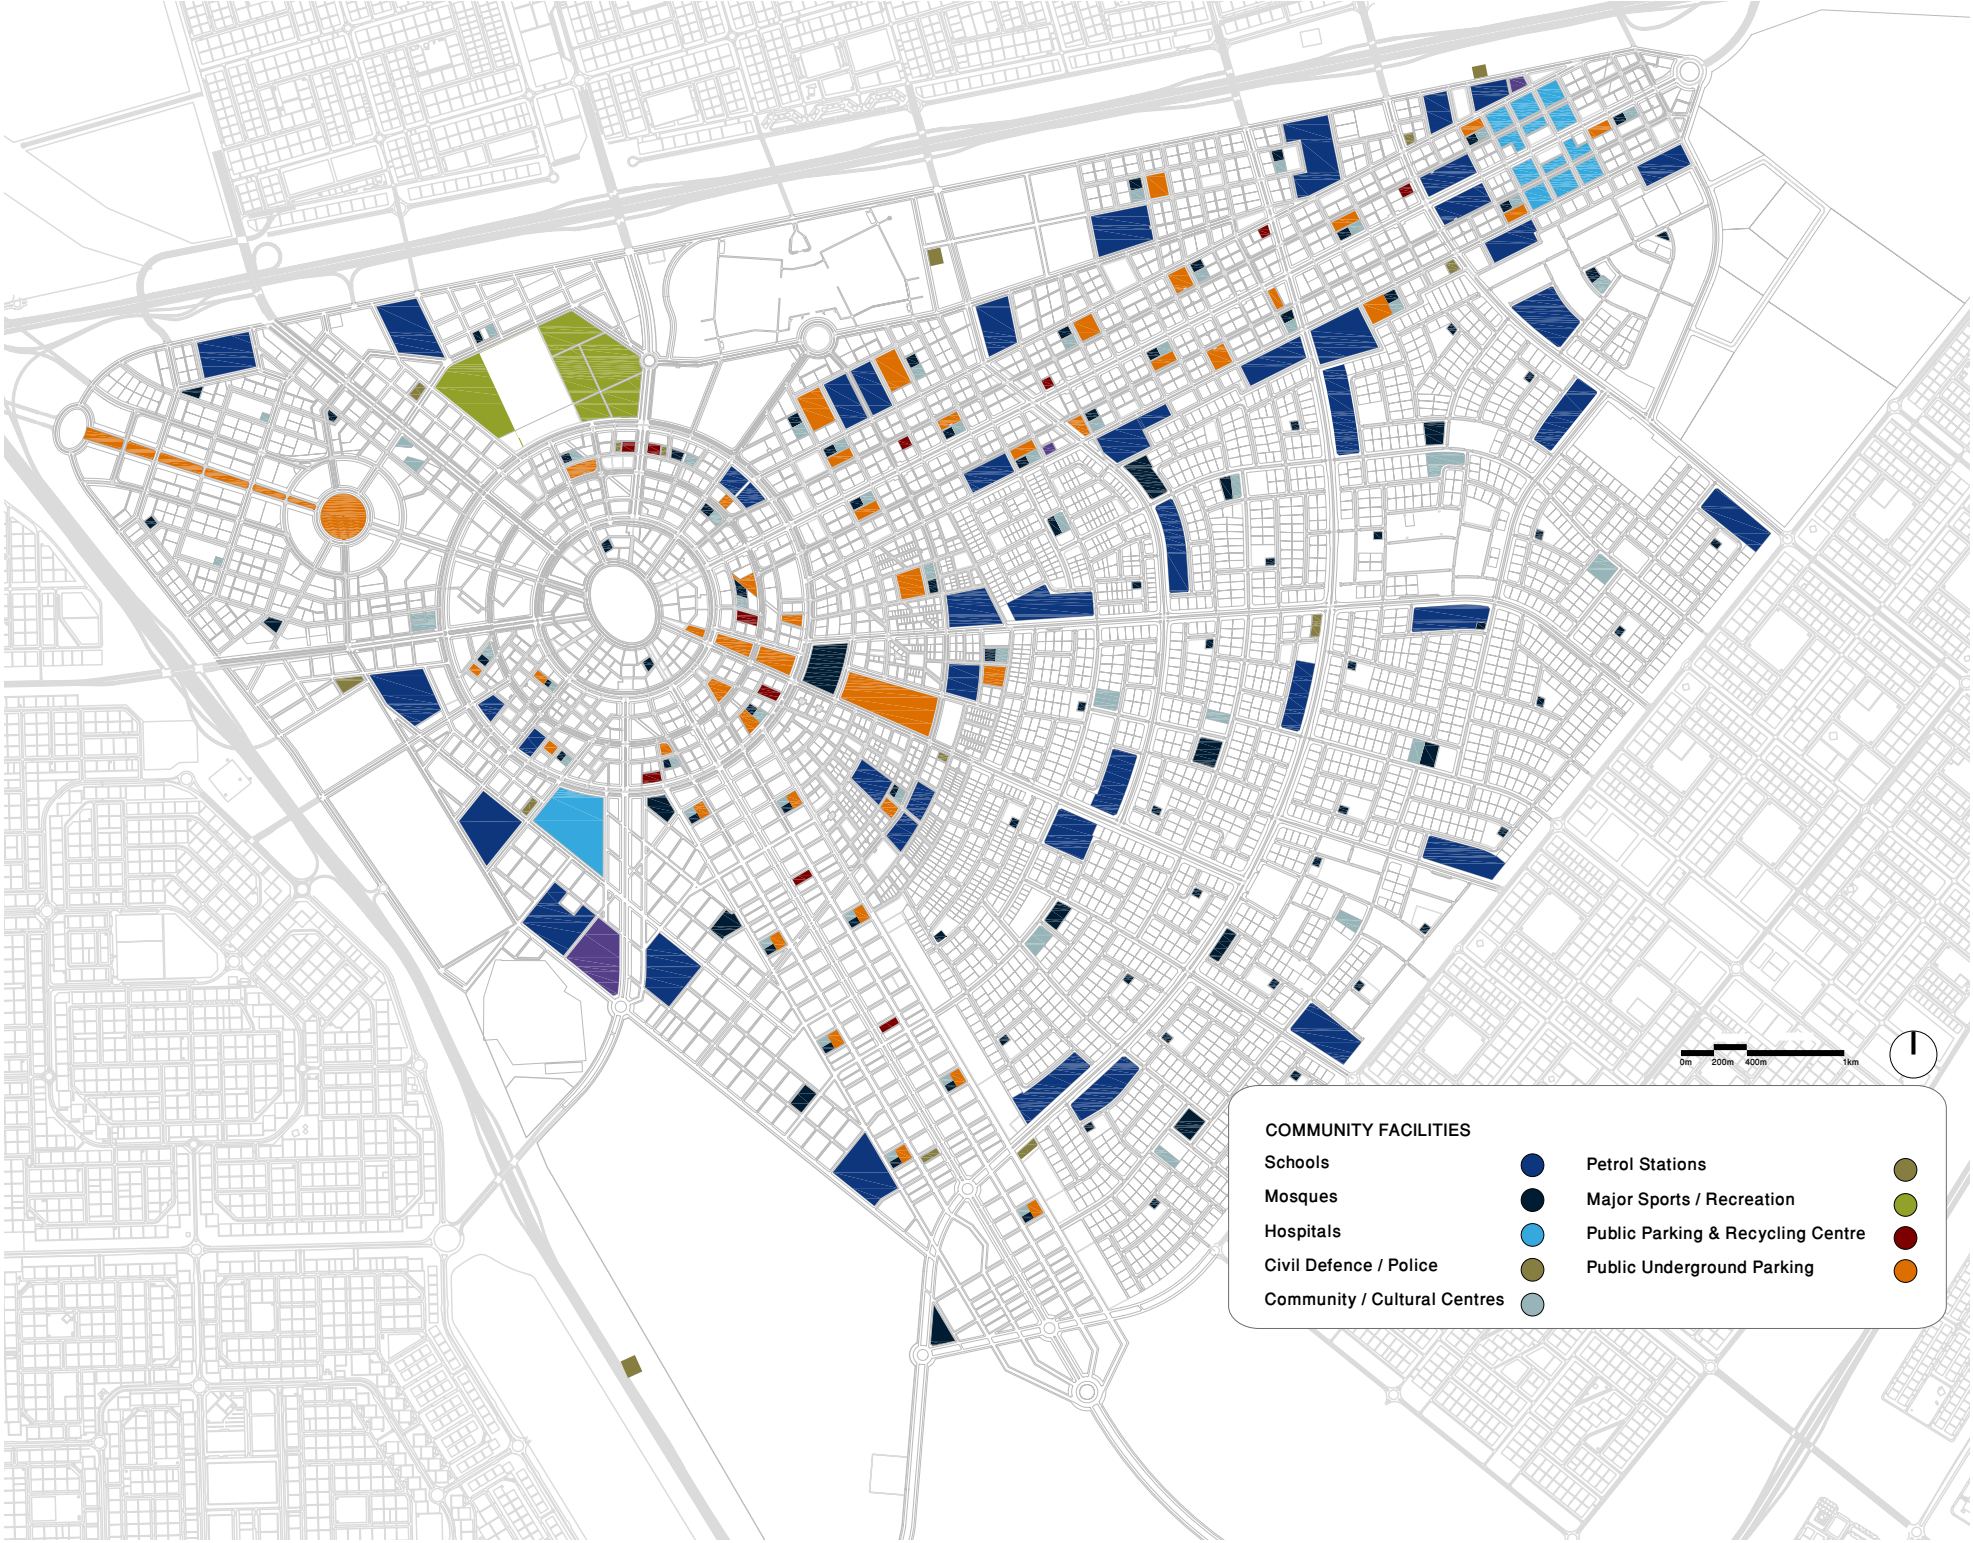 0m 200m 400m 1km
COMMUNITY FACILITIES
Schools
Mosques
Hospitals
Civil Defence / Police
Community / Cultural Centres
Petrol Stations
Major Sports / Recreation
Public Parking & Recycling Centre
Public Underground Parking